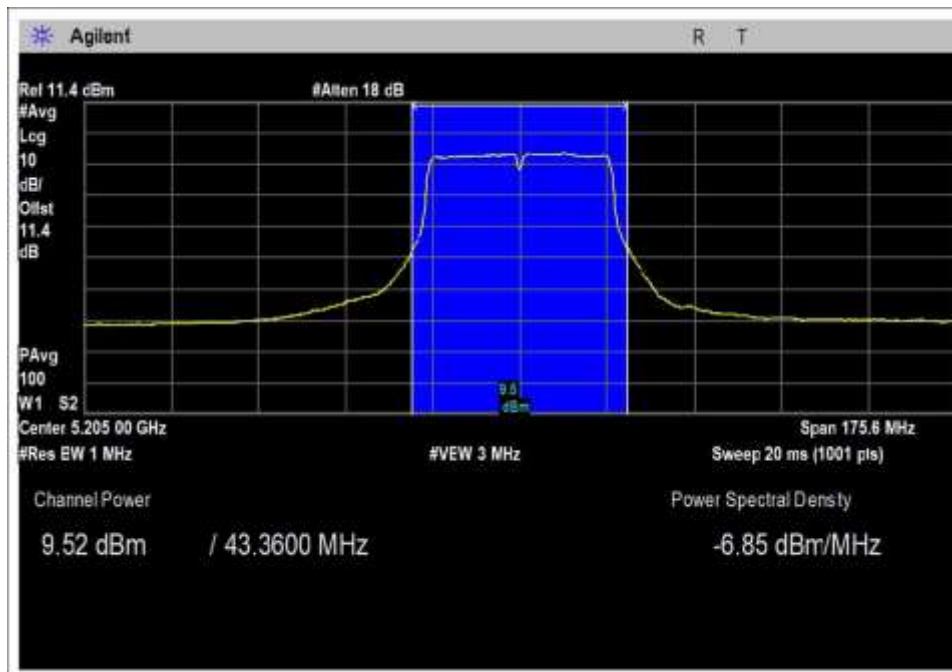 Agilent
R T
Ref 11.4 dBm #Atten 18 dB
#Avg
Log
10
dB/
Offst
11.4
dB
PAvg
100
W1 S2
9.5
dBm
Center 5.205 00 GHz Span 175.6 MHz
#Res BW 1 MHz #VBW 3 MHz Sweep 20 ms (1001 pts)
Channel Power Power Spectral Density
9.52 dBm / 43.3600 MHz -6.85 dBm/MHz